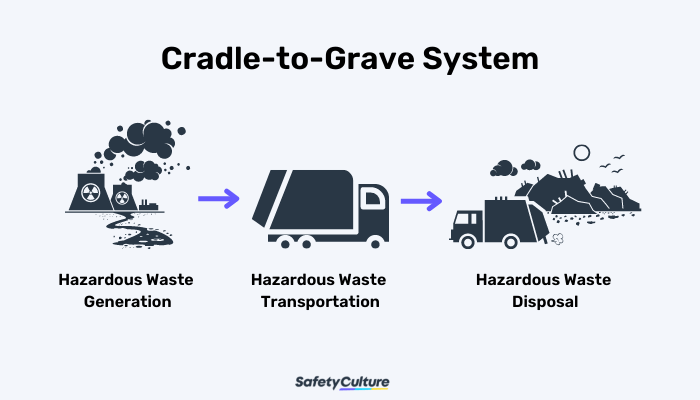 Cradle-to-Grave System
Hazardous Waste
Generation
Hazardous Waste
Transportation
Hazardous Waste
Disposal
SafetyCulture